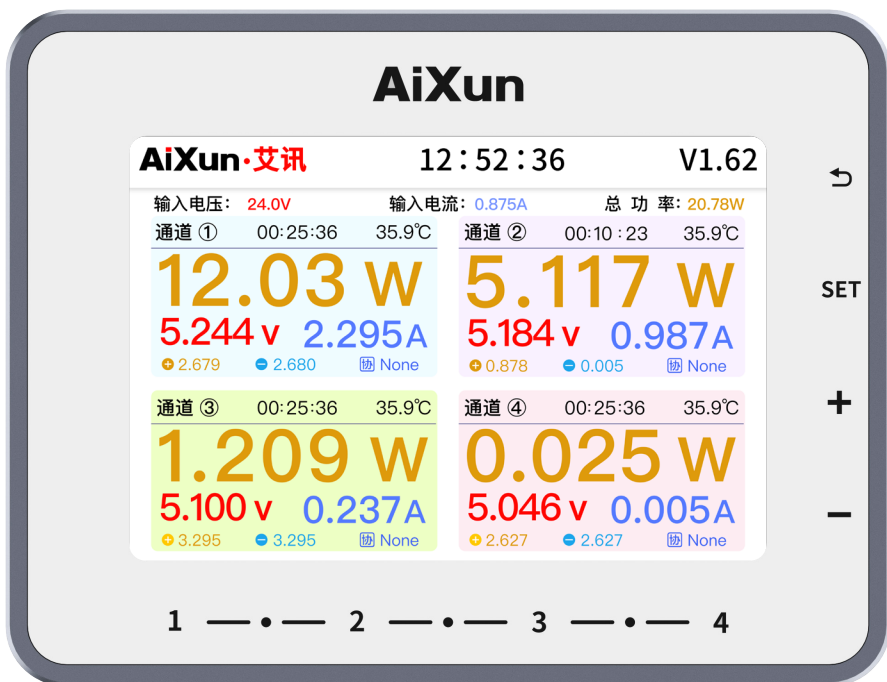 AiXun
AiXun·艾讯 12:52:36 V1.62
输入电压: 24.0V 输入电流: 0.875A 总 功 率: 20.78W
通道 ① 00:25:36 35.9℃
12.03 W
5.244 V 2.295A
+ 2.679 - 2.680 协 None
通道 ② 00:10 :23 35.9℃
5.117 W
5.184 V 0.987A
+ 0.878 - 0.005 协 None
通道 ③ 00:25:36 35.9℃
1.209 W
5.100 V 0.237A
+ 3.295 - 3.295 协 None
通道 ④ 00:25:36 35.9℃
0.025 W
5.046 V 0.005A
+ 2.627 - 2.627 协 None
SET
+
−
1 —•— 2 —•— 3 —•— 4